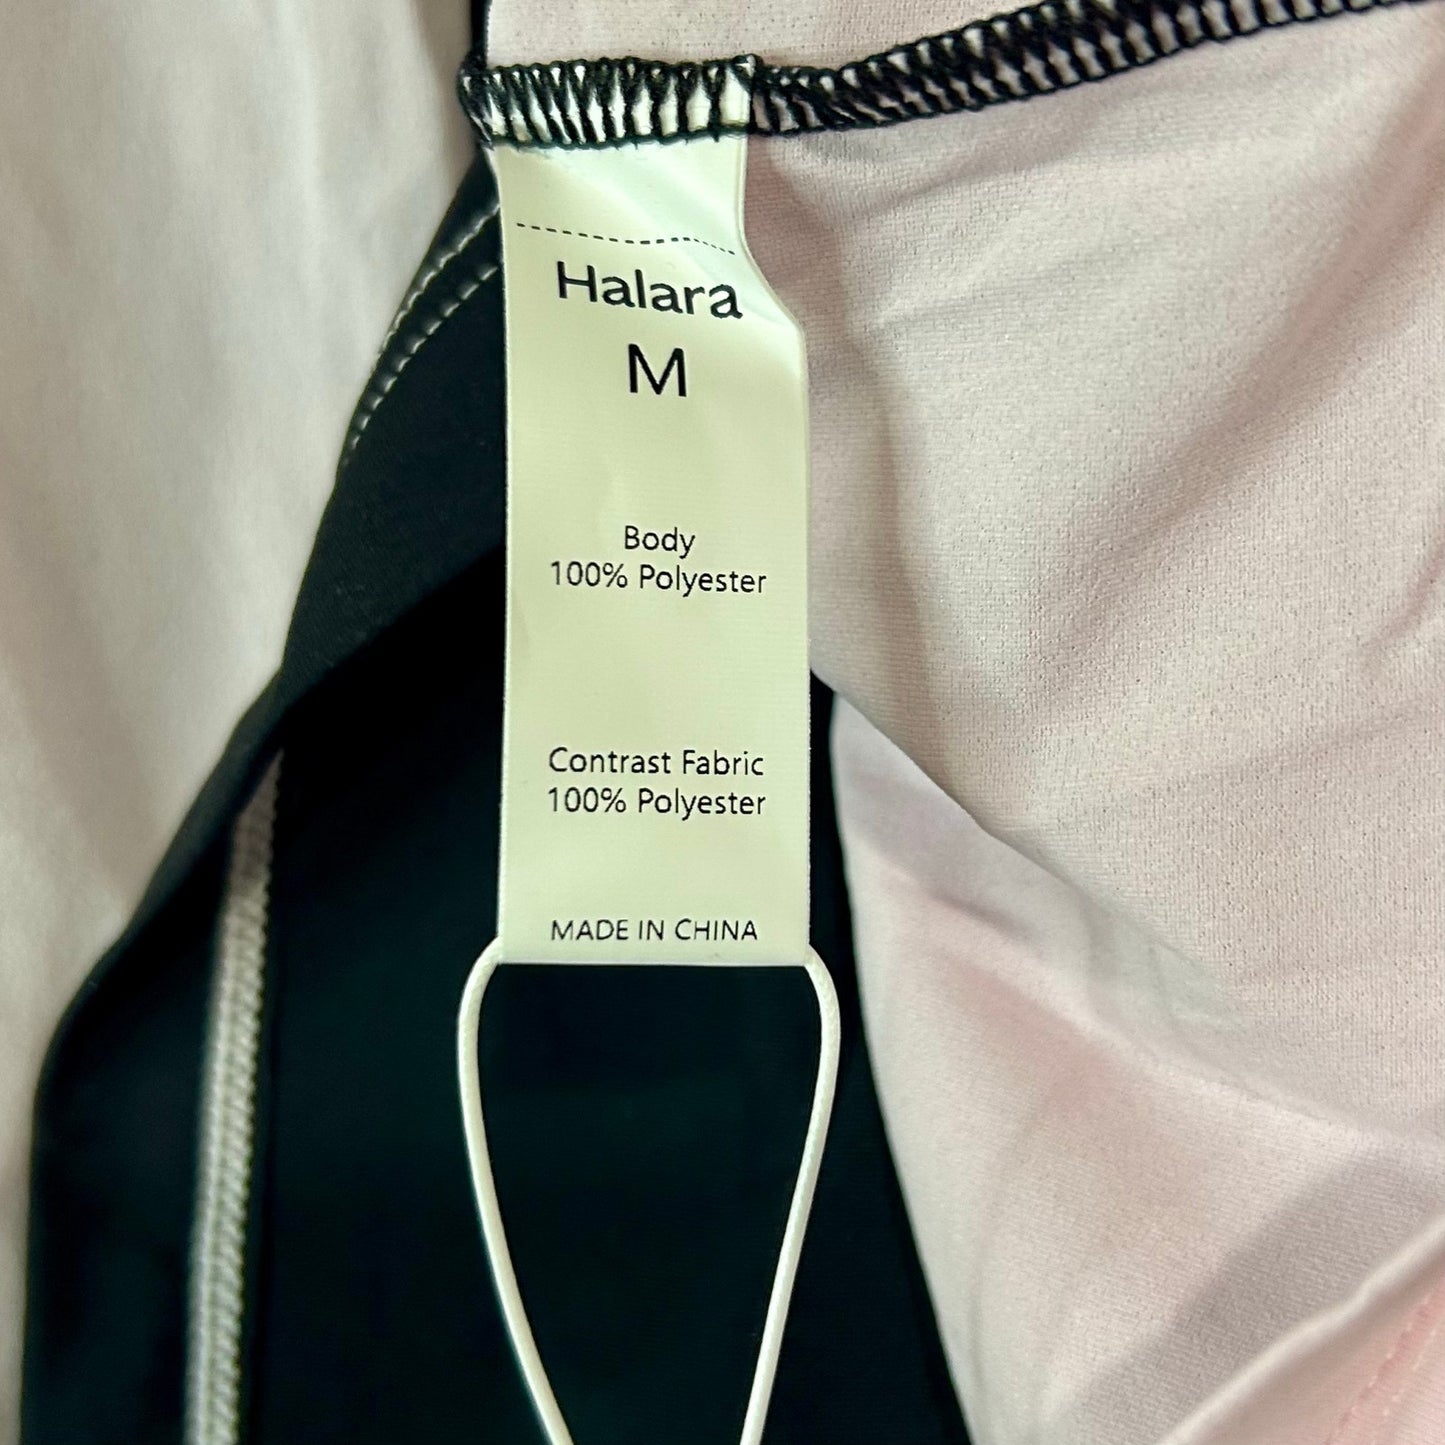 Halara
M
Body
100% Polyester
Contrast Fabric
100% Polyester
MADE IN CHINA